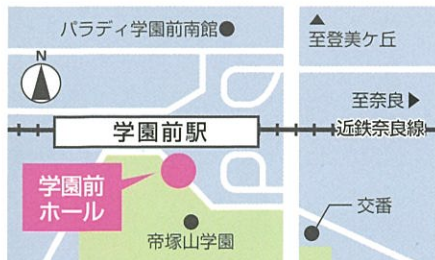 パラディ学園前南館
至登美ケ丘
N
至奈良
学園前駅
近鉄奈良線
学園前
ホール
交番
帝塚山学園